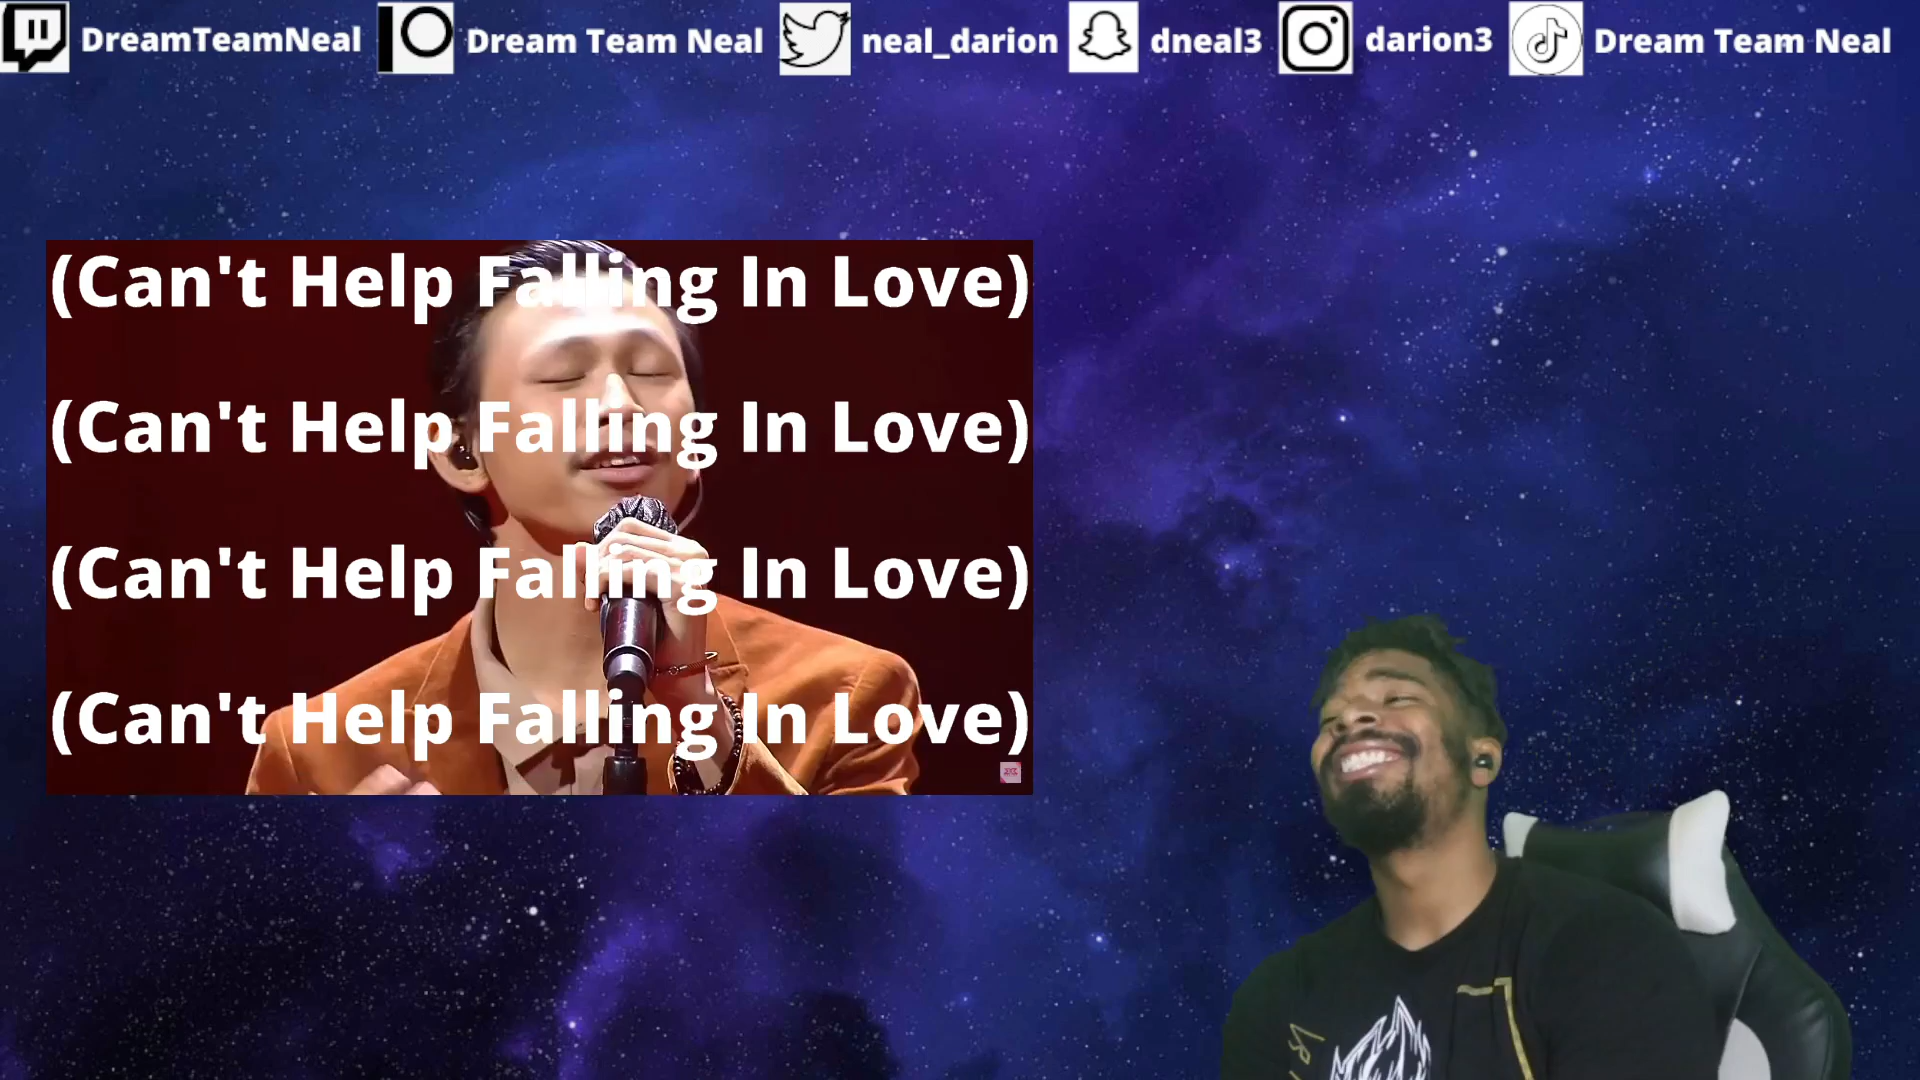 DreamTeamNeal Dream Team Neal neal_darion dneal3 darion3 Dream Team Neal
(Can't Help Falling In Love)
(Can't Help Falling In Love)
(Can't Help Falling In Love)
(Can't Help Falling In Love)